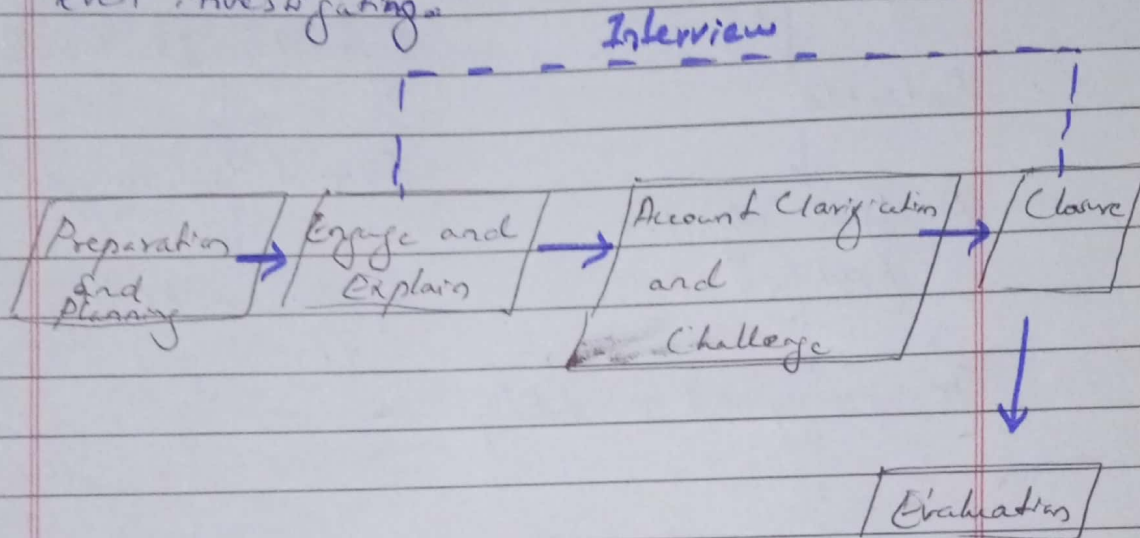 Interview
Preparation
and
Planning
Engage and
Explain
Account Clarification
and
Challenge
Closure
Evaluation